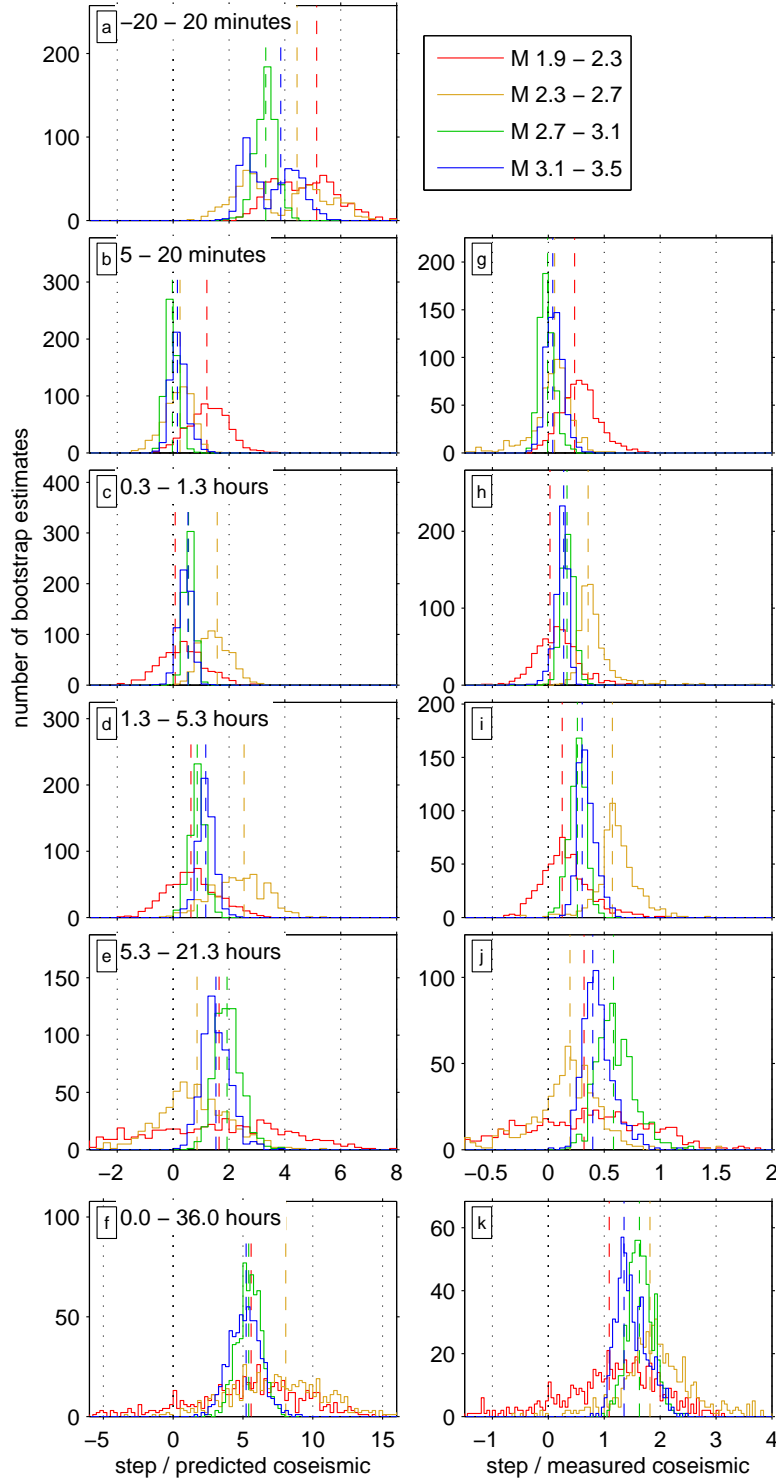 a -20 - 20 minutes
200
100
0
M 1.9 - 2.3
M 2.3 - 2.7
M 2.7 - 3.1
M 3.1 - 3.5
b 5 - 20 minutes
300
200
100
0
g
200
150
100
50
0
c 0.3 - 1.3 hours
400
300
200
100
0
h
200
100
0
number of bootstrap estimates
d 1.3 - 5.3 hours
300
200
100
0
i
200
150
100
50
0
e 5.3 - 21.3 hours
150
100
50
0
-2 0 2 4 6 8
j
100
50
0
-0.5 0 0.5 1 1.5 2
f 0.0 - 36.0 hours
100
50
0
-5 0 5 10 15
step / predicted coseismic
k
60
40
20
0
-1 0 1 2 3 4
step / measured coseismic